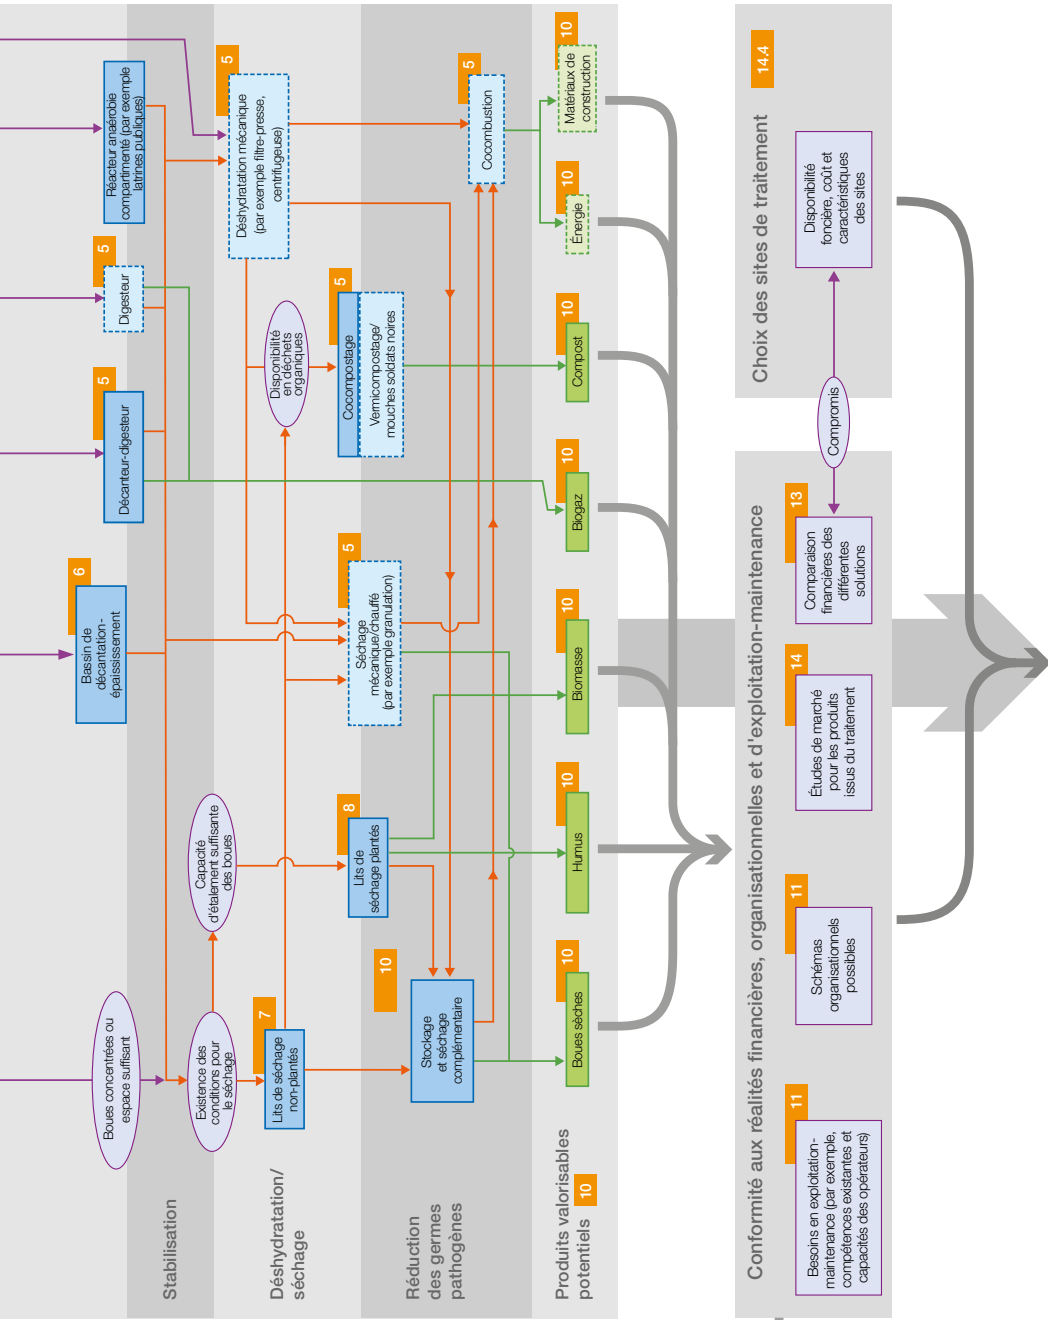 Boues concentrées ou
espace suffisant
6
Bassin de
décantation-
épaississement
5
Décanteur-digesteur
5
Digesteur
Réacteur anaérobie
compartimenté (par exemple
latrines publiques)
Stabilisation
Existence des
conditions pour
le séchage
Capacité
d'étalement suffisante
des boues
Déshydratation/
séchage
7
Lits de séchage
non-plantés
8
Lits de
séchage plantés
5
Séchage
mécanique/chauffé
(par exemple granulation)
Disponibilité
en déchets
organiques
5
Cocompostage
Vermicompostage/
mouches soldats noires
5
Déshydratation mécanique
(par exemple filtre-presse,
centrifugeuse)
Réduction
des germes
pathogènes
10
Stockage
et séchage
complémentaire
5
Cocombustion
Produits valorisables
potentiels
10
10
Boues sèches
10
Humus
10
Biomasse
10
Biogaz
10
Compost
10
Énergie
10
Matériaux de
construction
Conformité aux réalités financières, organisationnelles et d'exploitation-maintenance
11
Besoins en exploitation-
maintenance (par exemple,
compétences existantes et
capacités des opérateurs)
11
Schémas
organisationnels
possibles
14
Études de marché
pour les produits
issus du traitement
13
Comparaison
financières des
différentes
solutions
Compromis
Choix des sites de traitement
14.4
Disponibilité
foncière, coût et
caractéristiques
des sites